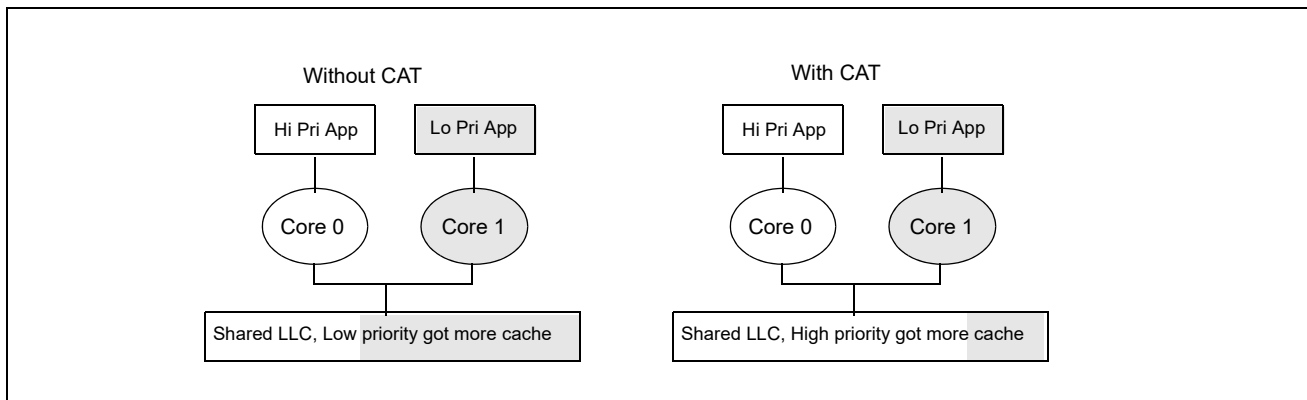 Without CAT
Hi Pri App
Lo Pri App
Core 0
Core 1
Shared LLC, Low priority got more cache
With CAT
Hi Pri App
Lo Pri App
Core 0
Core 1
Shared LLC, High priority got more cache